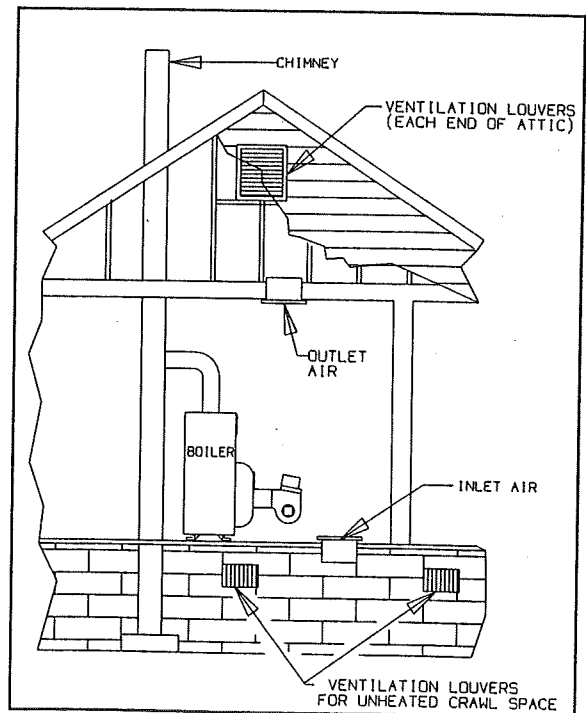 CHIMNEY
VENTILATION LOUVERS
(EACH END OF ATTIC)
OUTLET
AIR
BOILER
INLET AIR
VENTILATION LOUVERS
FOR UNHEATED CRAWL SPACE